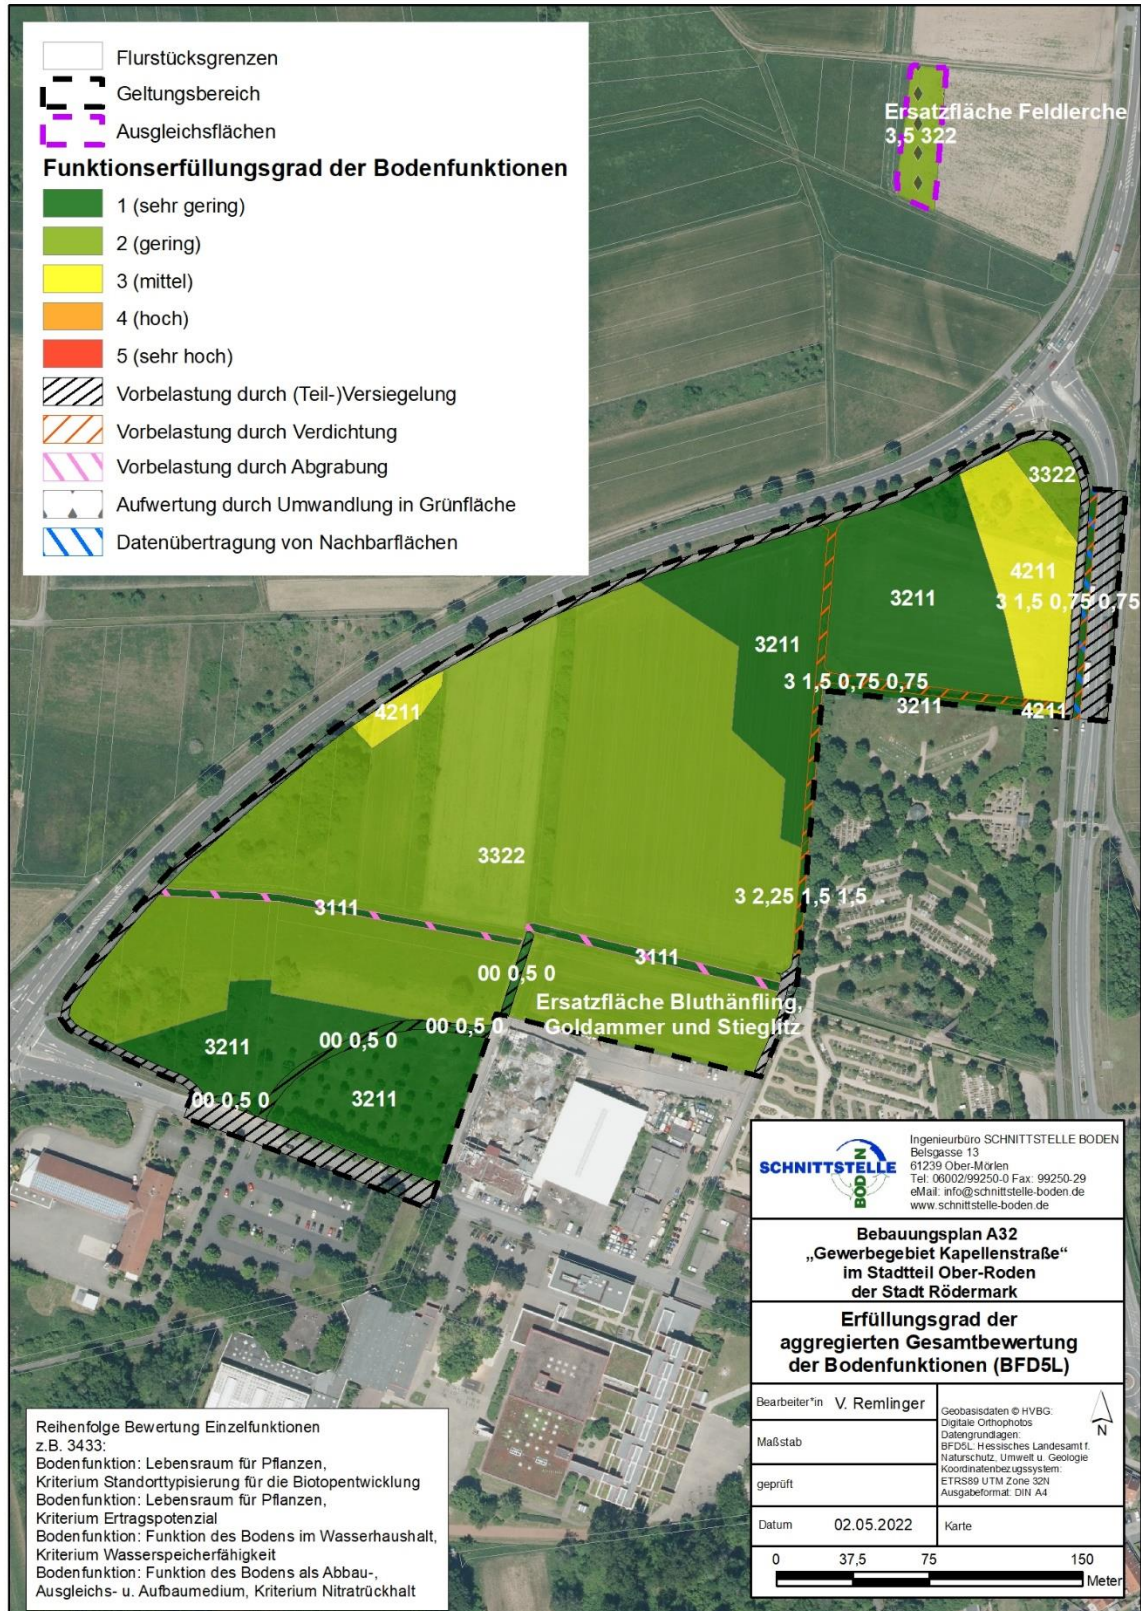 Flurstücksgrenzen
Geltungsbereich
Ausgleichsflächen
Funktionserfüllungsgrad der Bodenfunktionen
1 (sehr gering)
2 (gering)
3 (mittel)
4 (hoch)
5 (sehr hoch)
Vorbelastung durch (Teil-)Versiegelung
Vorbelastung durch Verdichtung
Vorbelastung durch Abgrabung
Aufwertung durch Umwandlung in Grünfläche
Datenübertragung von Nachbarflächen
Ersatzfläche Feldlerche
3,5 322
3322
4211
3 1,5 0,75 0,75
3211
3211
3 1,5 0,75 0,75
3211
4211
4211
3322
3 2,25 1,5 1,5
3111
3111
00 0,5 0
Ersatzfläche Bluthänfling,
Goldammer und Stieglitz
00 0,5 0
00 0,5 0
3211
3211
00 0,5 0
SCHNITTSTELLE
BODEN
Ingenieurbüro SCHNITTSTELLE BODEN
Belsgasse 13
61239 Ober-Mörlen
Tel: 06002/99250-0 Fax: 99250-29
eMail: info@schnittstelle-boden.de
www.schnittstelle-boden.de
Bebauungsplan A32
„Gewerbegebiet Kapellenstraße“
im Stadtteil Ober-Roden
der Stadt Rödermark
Erfüllungsgrad der
aggregierten Gesamtbewertung
der Bodenfunktionen (BFD5L)
Bearbeiter*in V. Remlinger
Maßstab
geprüft
Datum 02.05.2022
Geobasisdaten © HVBG:
Digitale Orthophotos
Datengrundlagen:
BFD5L: Hessisches Landesamt f.
Naturschutz, Umwelt u. Geologie
Koordinatenbezugssystem:
ETRS89 UTM Zone 32N
Ausgabeformat: DIN A4
N
Karte
0 37,5 75 150
Meter
Reihenfolge Bewertung Einzelfunktionen
z.B. 3433:
Bodenfunktion: Lebensraum für Pflanzen,
Kriterium Standorttypisierung für die Biotopentwicklung
Bodenfunktion: Lebensraum für Pflanzen,
Kriterium Ertragspotenzial
Bodenfunktion: Funktion des Bodens im Wasserhaushalt,
Kriterium Wasserspeicherfähigkeit
Bodenfunktion: Funktion des Bodens als Abbau-,
Ausgleichs- u. Aufbaumedium, Kriterium Nitratrückhalt